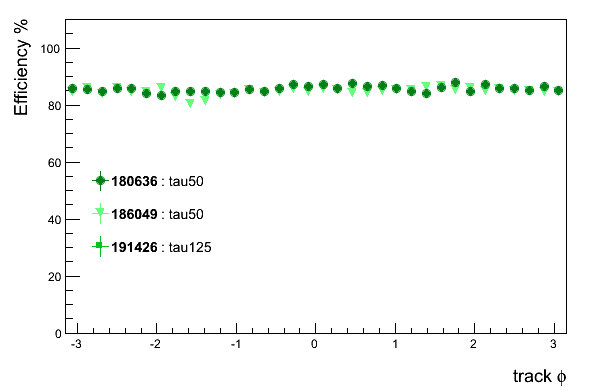 Efficiency %
100
80
60
40
20
0
180636 : tau50
186049 : tau50
191426 : tau125
-3 -2 -1 0 1 2 3
track ϕ